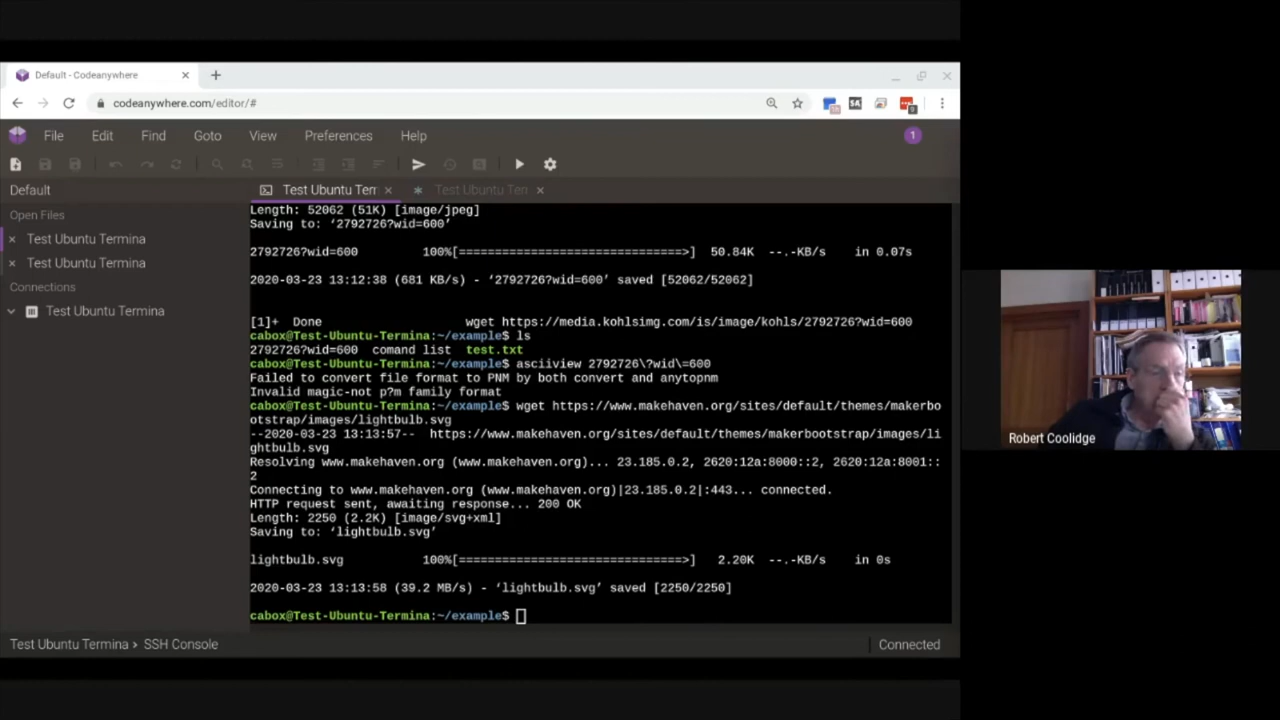 Default - Codeanywhere
codeanywhere.com/editor/#
File Edit Find Goto View Preferences Help
1
Default
Test Ubuntu Terr
Test Ubuntu Terr
Open Files
Test Ubuntu Termina
Test Ubuntu Termina
Connections
Test Ubuntu Termina
Length: 52062 (51K) [image/jpeg]
Saving to: ‘2792726?wid=600’
2792726?wid=600 100%[==============================>] 50.84K --.-KB/s in 0.07s
2020-03-23 13:12:38 (681 KB/s) - ‘2792726?wid=600’ saved [52062/52062]
[1]+ Done wget https://media.kohlsimg.com/is/image/kohls/2792726?wid=600
cabox@Test-Ubuntu-Termina:~/example$ ls
2792726?wid=600 comand list test.txt
cabox@Test-Ubuntu-Termina:~/example$ asciiview 2792726\?wid\=600
Failed to convert file format to PNM by both convert and anytopnm
Invalid magic-not p?m family format
cabox@Test-Ubuntu-Termina:~/example$ wget https://www.makehaven.org/sites/default/themes/makerbo
otstrap/images/lightbulb.svg
--2020-03-23 13:13:57-- https://www.makehaven.org/sites/default/themes/makerbootstrap/images/li
ghtbulb.svg
Resolving www.makehaven.org (www.makehaven.org)... 23.185.0.2, 2620:12a:8000::2, 2620:12a:8001::
2
Connecting to www.makehaven.org (www.makehaven.org)|23.185.0.2|:443... connected.
HTTP request sent, awaiting response... 200 OK
Length: 2250 (2.2K) [image/svg+xml]
Saving to: ‘lightbulb.svg’
lightbulb.svg 100%[==============================>] 2.20K --.-KB/s in 0s
2020-03-23 13:13:58 (39.2 MB/s) - ‘lightbulb.svg’ saved [2250/2250]
cabox@Test-Ubuntu-Termina:~/example$
Robert Coolidge
Test Ubuntu Termina › SSH Console
Connected